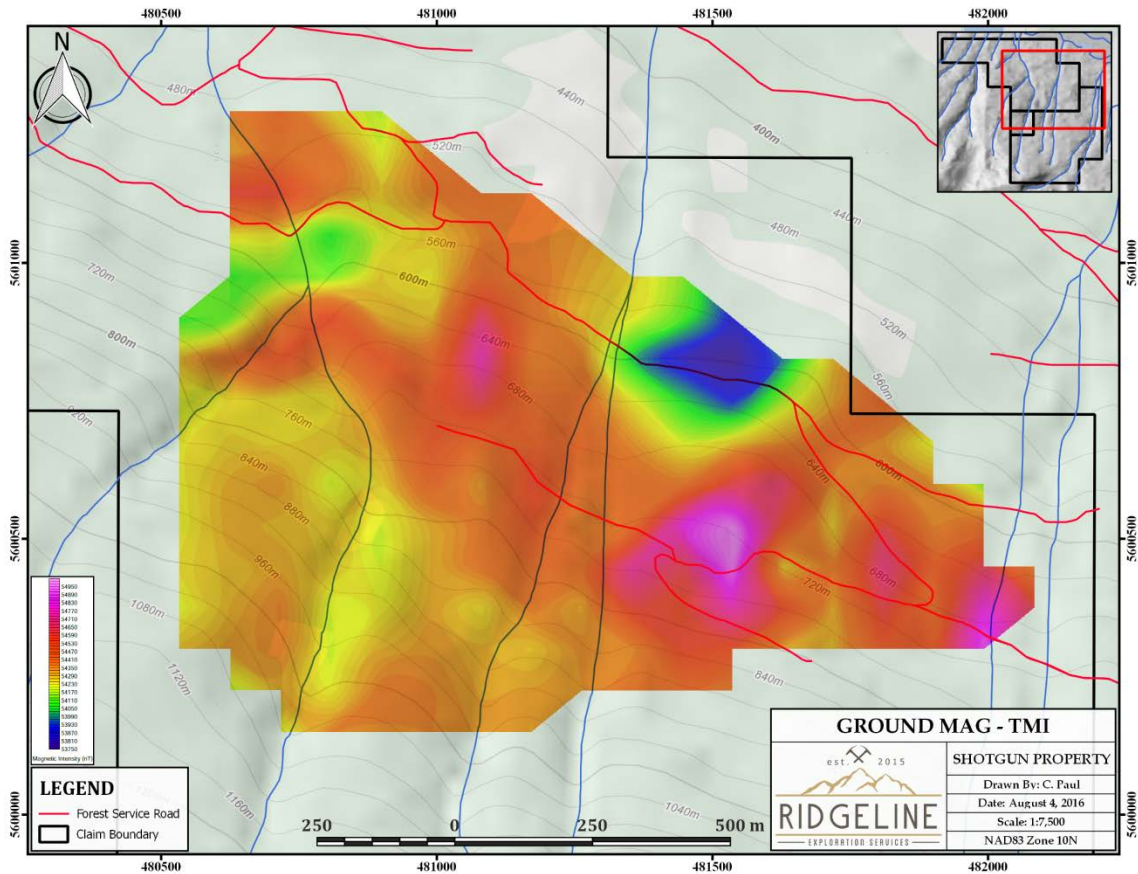 480500
481000
481500
482000
N
480m
440m
520m
400m
440m
480m
560m
5601000
5601000
720m
600m
520m
800m
640m
560m
680m
920m
760m
840m
640m
600m
880m
5600500
5600500
960m
720m
680m
1080m
54950
54890
54830
54770
54710
54650
54590
54530
54470
54410
54350
54290
54230
54170
54110
54050
53990
53930
53870
53810
53750
Magnetic Intensity (nT)
1120m
840m
1160m
1040m
LEGEND
Forest Service Road
Claim Boundary
250 0 250 500 m
GROUND MAG - TMI
est. 2015
RIDGELINE
EXPLORATION SERVICES
SHOTGUN PROPERTY
Drawn By: C. Paul
Date: August 4, 2016
Scale: 1:7,500
NAD83 Zone 10N
5600000
5600000
480500
481000
481500
482000